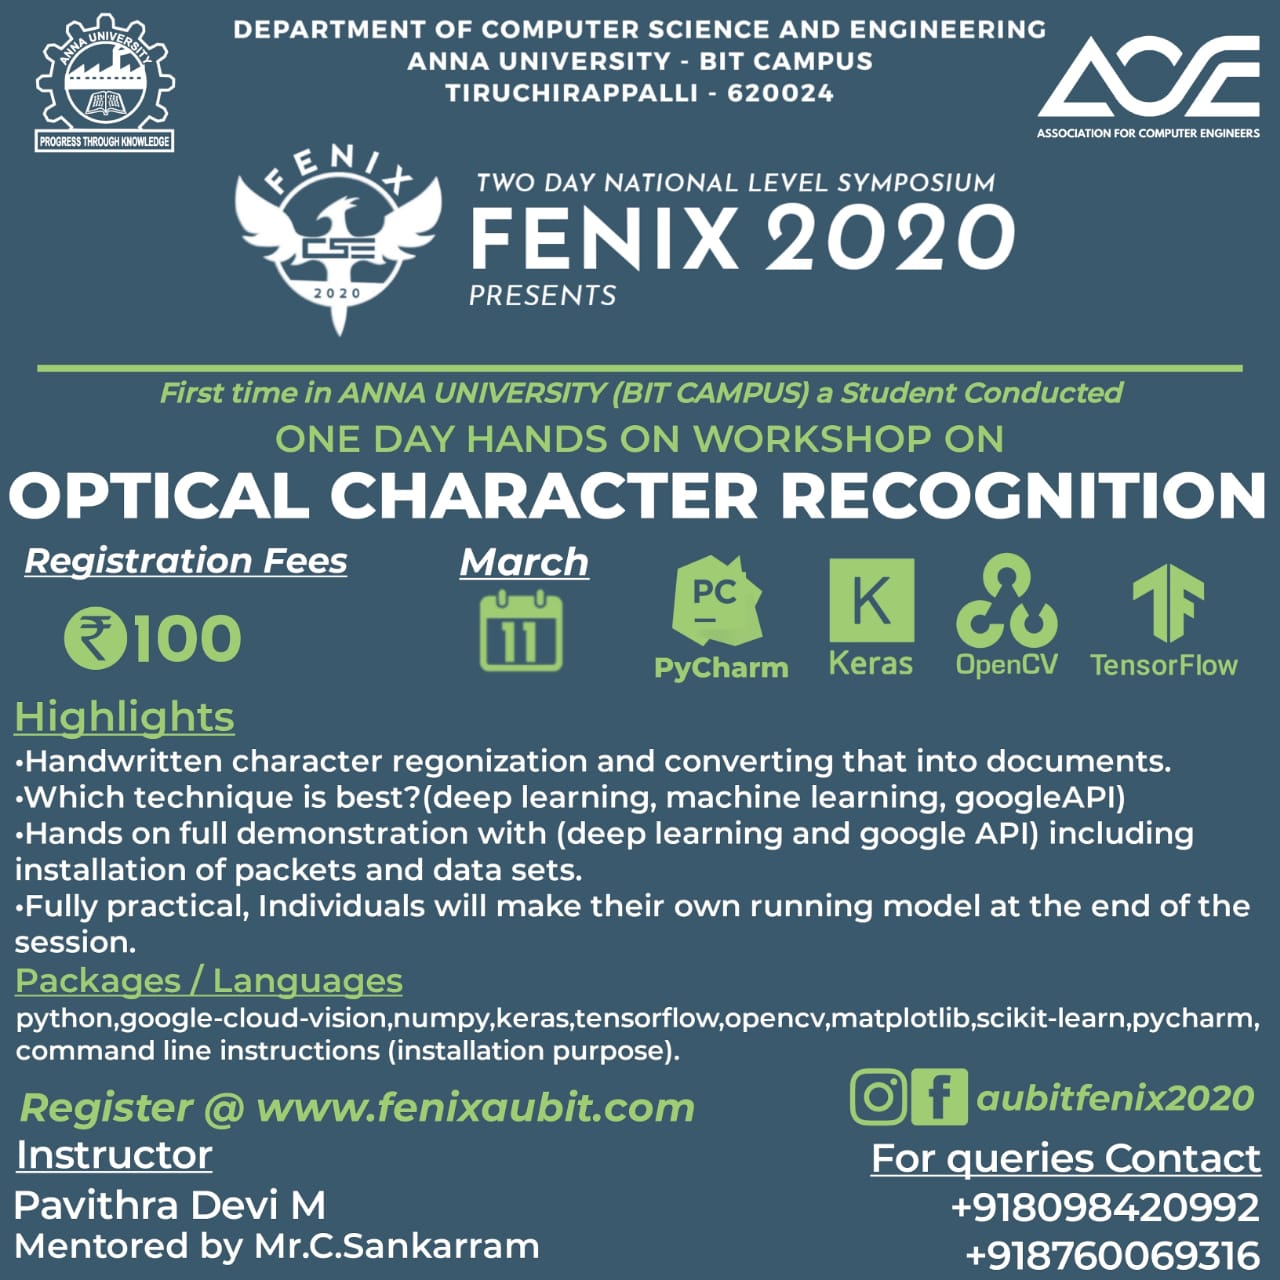 DEPARTMENT OF COMPUTER SCIENCE AND ENGINEERING
ANNA UNIVERSITY - BIT CAMPUS
TIRUCHIRAPPALLI - 620024
ANNA UNIVERSITY
PROGRESS THROUGH KNOWLEDGE
ACE
ASSOCIATION FOR COMPUTER ENGINEERS
FENIX
CSE
2020
TWO DAY NATIONAL LEVEL SYMPOSIUM
FENIX 2020
PRESENTS
First time in ANNA UNIVERSITY (BIT CAMPUS) a Student Conducted
ONE DAY HANDS ON WORKSHOP ON
OPTICAL CHARACTER RECOGNITION
Registration Fees
₹100
March
11
PC
PyCharm
K
Keras
OpenCV
TF
TensorFlow
Highlights
•Handwritten character regonization and converting that into documents.
•Which technique is best?(deep learning, machine learning, googleAPI)
•Hands on full demonstration with (deep learning and google API) including
installation of packets and data sets.
•Fully practical, Individuals will make their own running model at the end of the
session.
Packages / Languages
python,google-cloud-vision,numpy,keras,tensorflow,opencv,matplotlib,scikit-learn,pycharm,
command line instructions (installation purpose).
Register @ www.fenixaubit.com
aubitfenix2020
Instructor
Pavithra Devi M
Mentored by Mr.C.Sankarram
For queries Contact
+918098420992
+918760069316